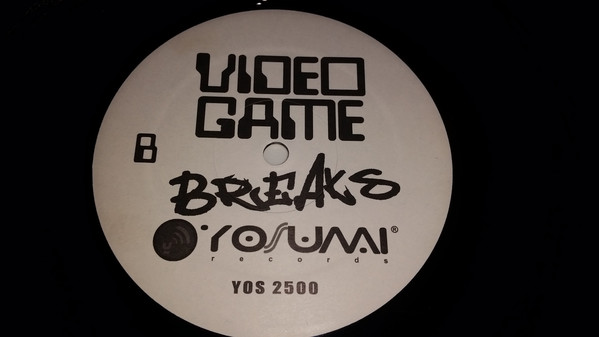 VIDEO
GAME
B
BREAKS
YOSUMI®
records
YOS 2500